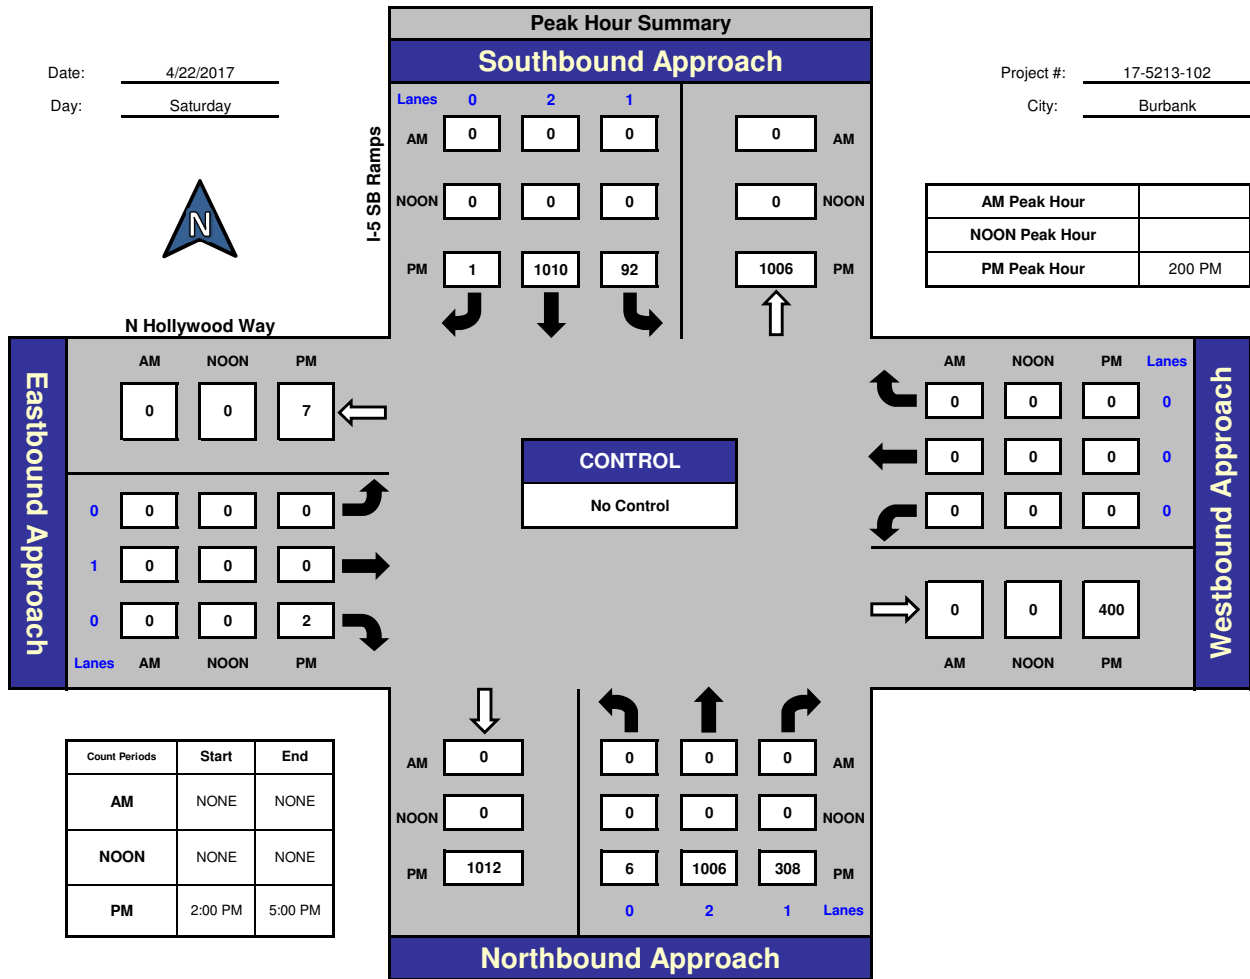 Peak Hour Summary
Southbound Approach
Date: 4/22/2017
Day: Saturday
Project #: 17-5213-102
City: Burbank
N
I-5 SB Ramps
Lanes 0 2 1
AM 0 0 0 0 AM
NOON 0 0 0 0 NOON
PM 1 1010 92 1006 PM
AM Peak Hour
NOON Peak Hour
PM Peak Hour 200 PM
N Hollywood Way
Eastbound Approach
AM NOON PM
0 0 7
0 0 0 0
1 0 0 0
0 0 0 2
Lanes AM NOON PM
CONTROL
No Control
Westbound Approach
AM NOON PM Lanes
0 0 0 0
0 0 0 0
0 0 0 0
0 0 400
AM NOON PM
Count Periods Start End
AM NONE NONE
NOON NONE NONE
PM 2:00 PM 5:00 PM
AM 0 0 0 0 AM
NOON 0 0 0 0 NOON
PM 1012 6 1006 308 PM
0 2 1 Lanes
Northbound Approach